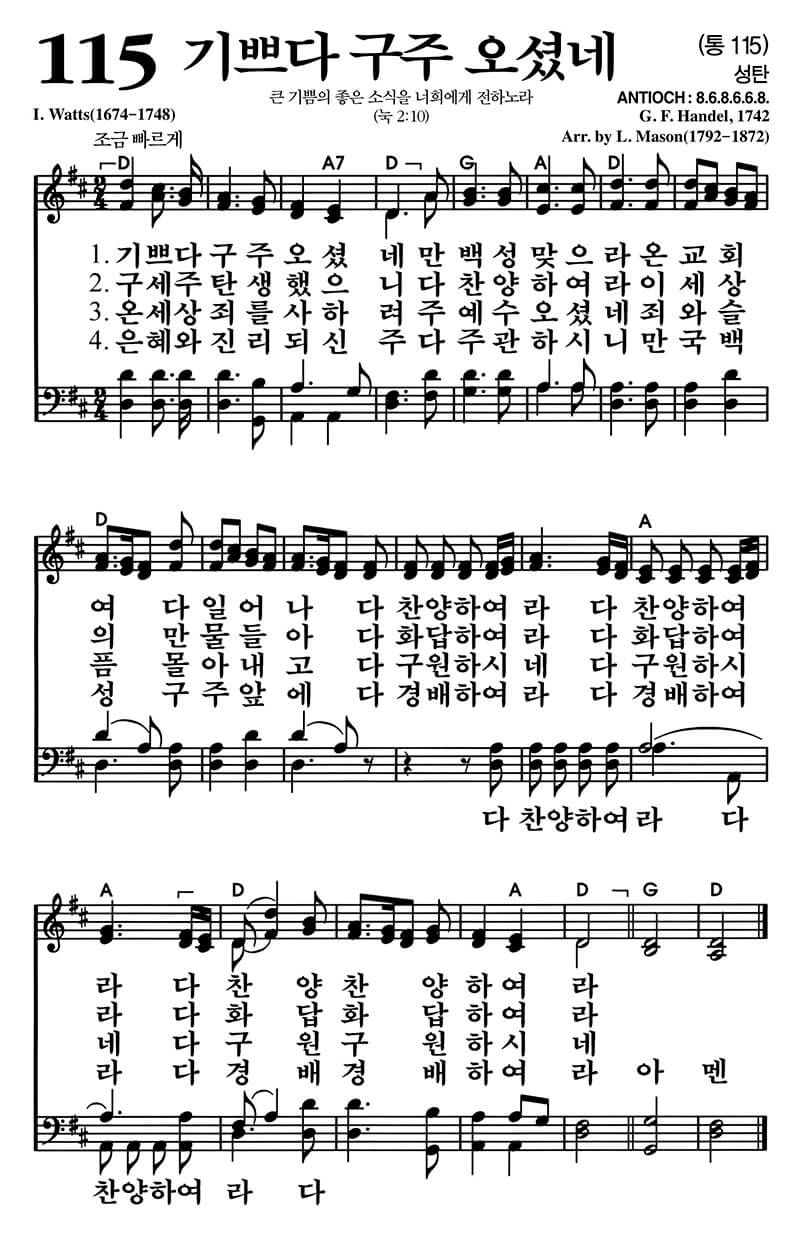 115 기쁘다 구주 오셨네
(통 115)
성탄
큰 기쁨의 좋은 소식을 너희에게 전하노라
(눅 2:10)
ANTIOCH : 8.6.8.6.6.8.
I. Watts(1674-1748)
G. F. Handel, 1742
조금 빠르게
Arr. by L. Mason(1792-1872)
D A7 D G A D
1. 기쁘다 구주오셨 네만백성맞으라온교회
2. 구세주탄생했으 니다찬양하여라이세상
3. 온세상죄를사하 려주예수오셨네죄와슬
4. 은혜와진리되신 주다주관하시니만국백
D A
여 다일어나 다찬양하여라 다찬양하여
의 만물들아 다화답하여라 다화답하여
픔 몰아내고 다구원하시네 다구원하시
성 구주앞에 다경배하여라 다경배하여
다 찬양하여라 다
A D A D G D
라 다찬 양찬 양하여 라
라 다화 답화 답하여 라
네 다구 원구 원하시 네
라 다경 배경 배하여 라 아 멘
찬양하여 라 다